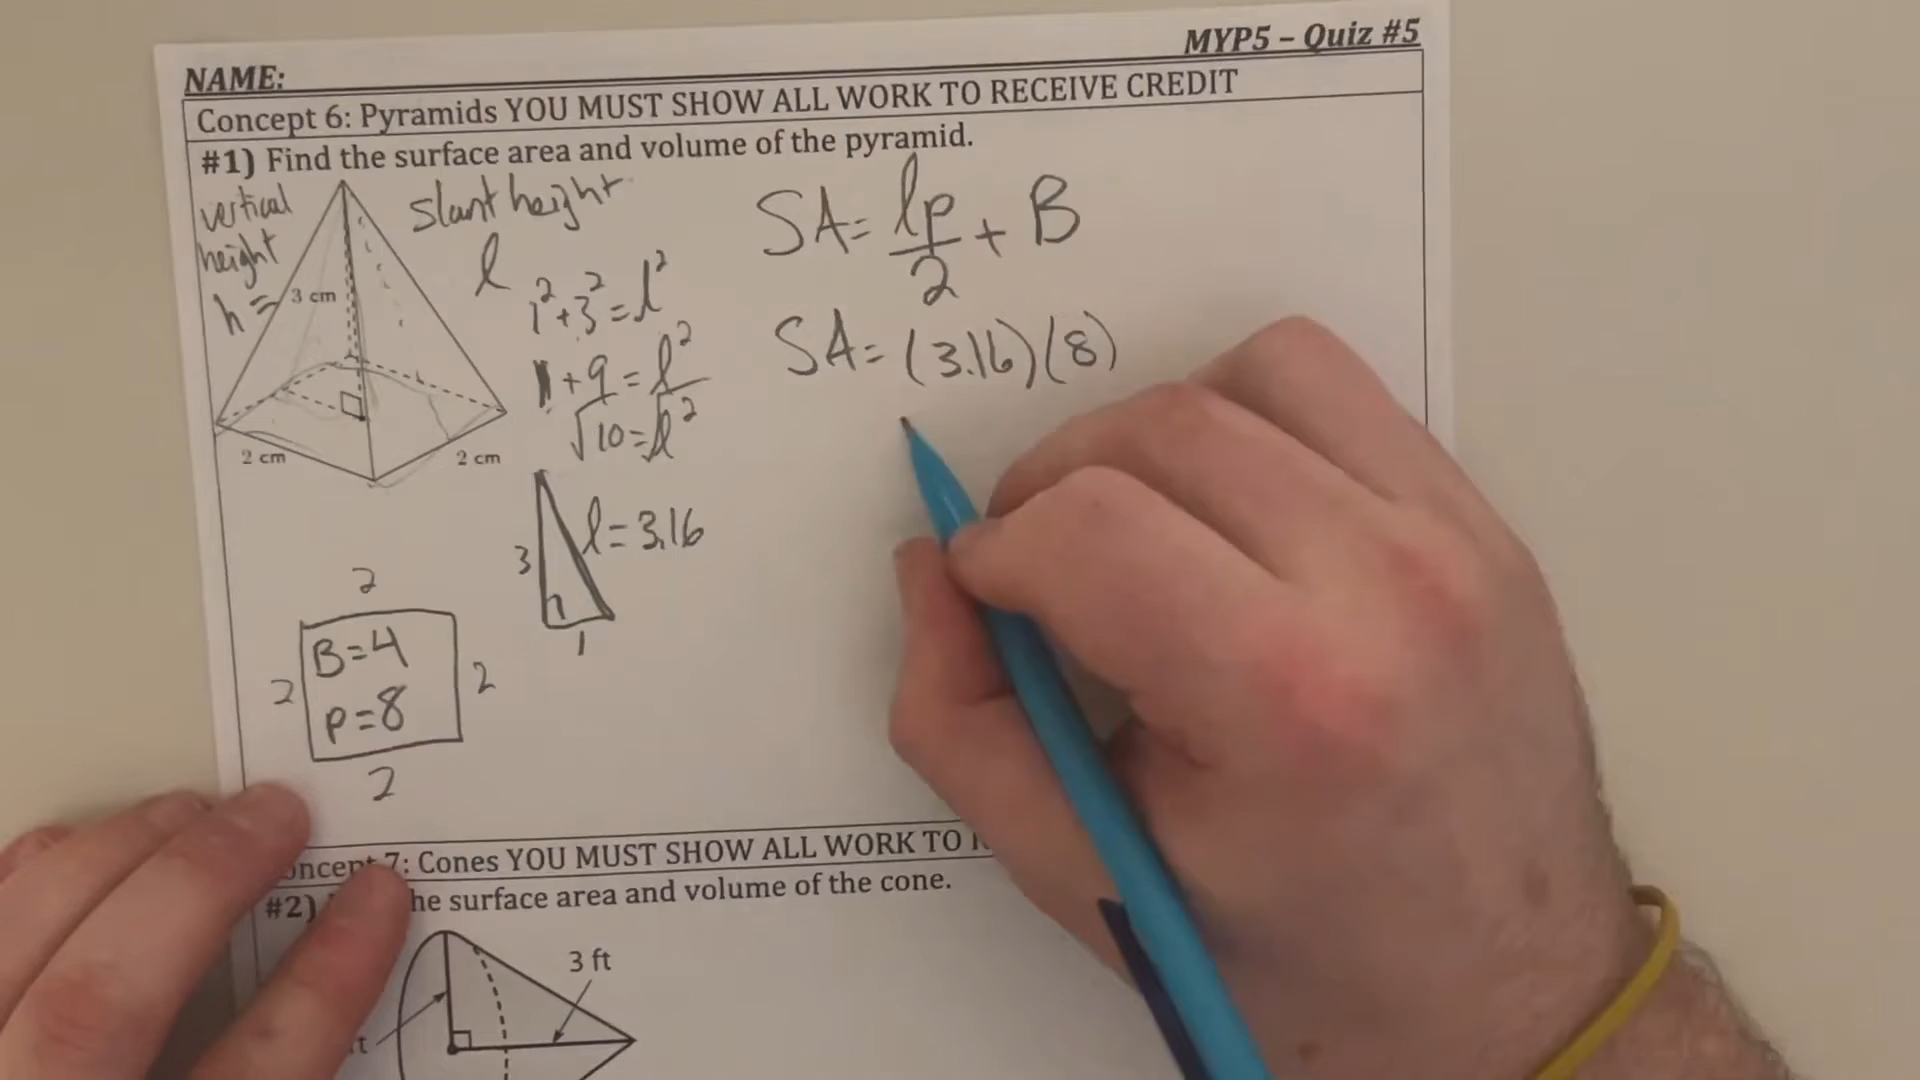 MYP5 – Quiz #5
NAME:
Concept 6: Pyramids YOU MUST SHOW ALL WORK TO RECEIVE CREDIT
#1) Find the surface area and volume of the pyramid.
vertical
height
h =
3 cm
2 cm
2 cm
slant height
l
1²+3²=l²
1+9=l²
√10=√l²
3
l=3.16
1
2
2
B=4
P=8
2
2
SA=lp/2+B
SA=(3.16)(8)
oncept 7: Cones YOU MUST SHOW ALL WORK TO
#2) he surface area and volume of the cone.
3 ft